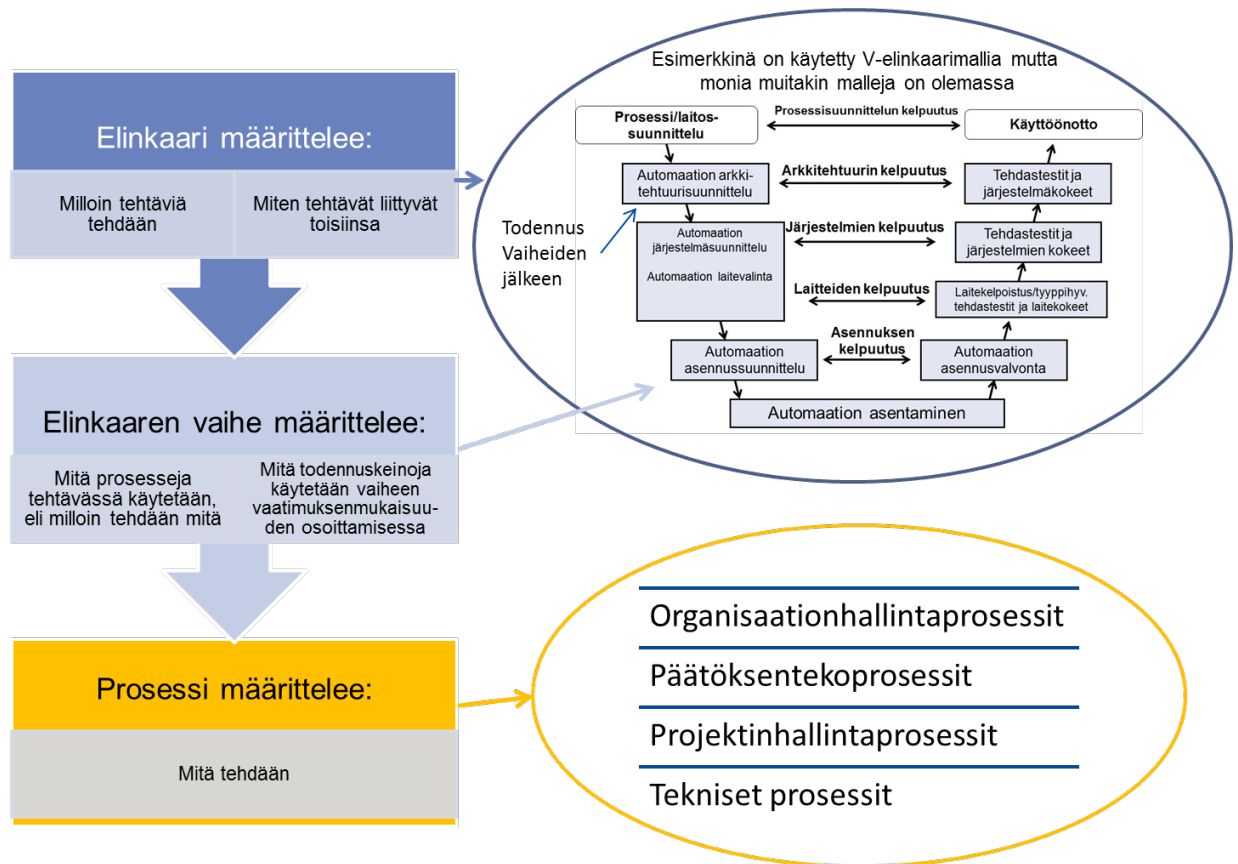 Elinkaari määrittelee:
Milloin tehtäviä
tehdään
Miten tehtävät liittyvät
toisiinsa
Elinkaaren vaihe määrittelee:
Mitä prosesseja
tehtävässä käytetään,
eli milloin tehdään mitä
Mitä todennuskeinoja
käytetään vaiheen
vaatimuksenmukaisuu-
den osoittamisessa
Prosessi määrittelee:
Mitä tehdään
Esimerkkinä on käytetty V-elinkaarimallia mutta
monia muitakin malleja on olemassa
Prosessi/laitos-
suunnittelu
Prosessisuunnittelun kelpuutus
Käyttöönotto
Automaation arkki-
tehtuurisuunnittelu
Arkkitehtuurin kelpuutus
Tehdastestit ja
järjestelmäkokeet
Todennus
Vaiheiden
jälkeen
Automaation
järjestelmäsuunnittelu
Automaation laitevalinta
Järjestelmien kelpuutus
Tehdastestit ja
järjestelmien kokeet
Laitteiden kelpuutus
Laitekelpoistus/tyyppihyv.
tehdastestit ja laitekokeet
Automaation
asennussuunnittelu
Asennuksen
kelpuutus
Automaation
asennusvalvonta
Automaation asentaminen
Organisaationhallintaprosessit
Päätöksentekoprosessit
Projektinhallintaprosessit
Tekniset prosessit